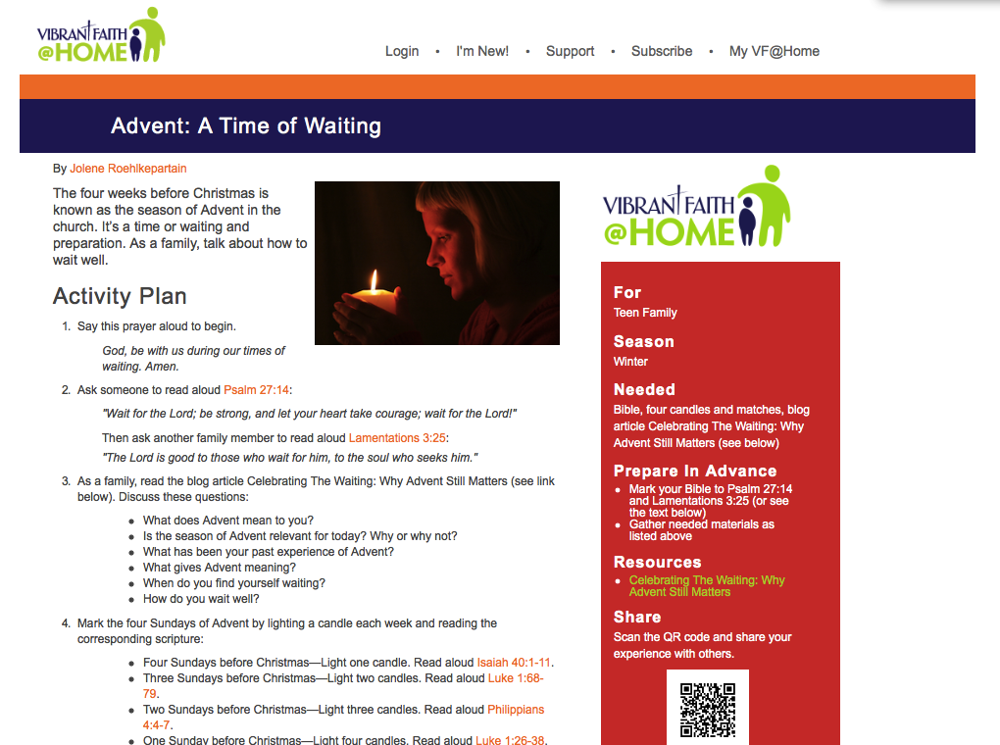 VIBRANT FAITH
@HOME
Login • I'm New! • Support • Subscribe • My VF@Home
Advent: A Time of Waiting
By Jolene Roehlkepartain
The four weeks before Christmas is
known as the season of Advent in the
church. It's a time or waiting and
preparation. As a family, talk about how to
wait well.
Activity Plan
1. Say this prayer aloud to begin.
God, be with us during our times of
waiting. Amen.
2. Ask someone to read aloud Psalm 27:14:
"Wait for the Lord; be strong, and let your heart take courage; wait for the Lord!"
Then ask another family member to read aloud Lamentations 3:25:
"The Lord is good to those who wait for him, to the soul who seeks him."
3. As a family, read the blog article Celebrating The Waiting: Why Advent Still Matters (see link
below). Discuss these questions:
• What does Advent mean to you?
• Is the season of Advent relevant for today? Why or why not?
• What has been your past experience of Advent?
• What gives Advent meaning?
• When do you find yourself waiting?
• How do you wait well?
4. Mark the four Sundays of Advent by lighting a candle each week and reading the
corresponding scripture:
• Four Sundays before Christmas—Light one candle. Read aloud Isaiah 40:1-11.
• Three Sundays before Christmas—Light two candles. Read aloud Luke 1:68-
79.
• Two Sundays before Christmas—Light three candles. Read aloud Philippians
4:4-7.
• One Sunday before Christmas—Light four candles. Read aloud Luke 1:26-38.
VIBRANT FAITH
@HOME
For
Teen Family
Season
Winter
Needed
Bible, four candles and matches, blog
article Celebrating The Waiting: Why
Advent Still Matters (see below)
Prepare In Advance
• Mark your Bible to Psalm 27:14
and Lamentations 3:25 (or see
the text below)
• Gather needed materials as
listed above
Resources
• Celebrating The Waiting: Why
Advent Still Matters
Share
Scan the QR code and share your
experience with others.